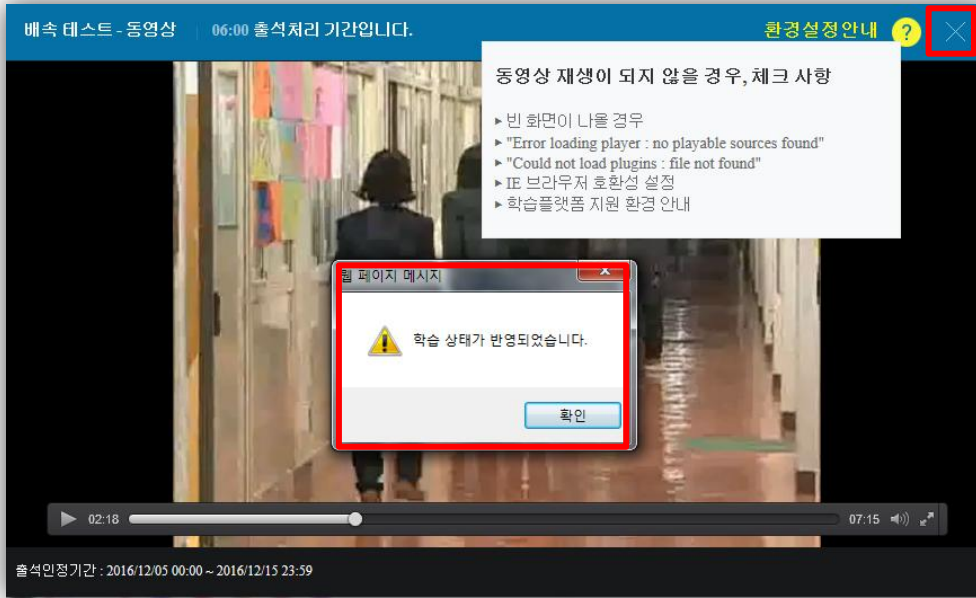 배속 테스트 - 동영상
06:00 출석처리 기간입니다.
환경설정안내 ?
동영상 재생이 되지 않을 경우, 체크 사항
▸ 빈 화면이 나올 경우
▸ "Error loading player : no playable sources found"
▸ "Could not load plugins : file not found"
▸ IE 브라우저 호환성 설정
▸ 학습플랫폼 지원 환경 안내
웹 페이지 메시지
학습 상태가 반영되었습니다.
확인
02:18
07:15
출석인정기간 : 2016/12/05 00:00 ~ 2016/12/15 23:59